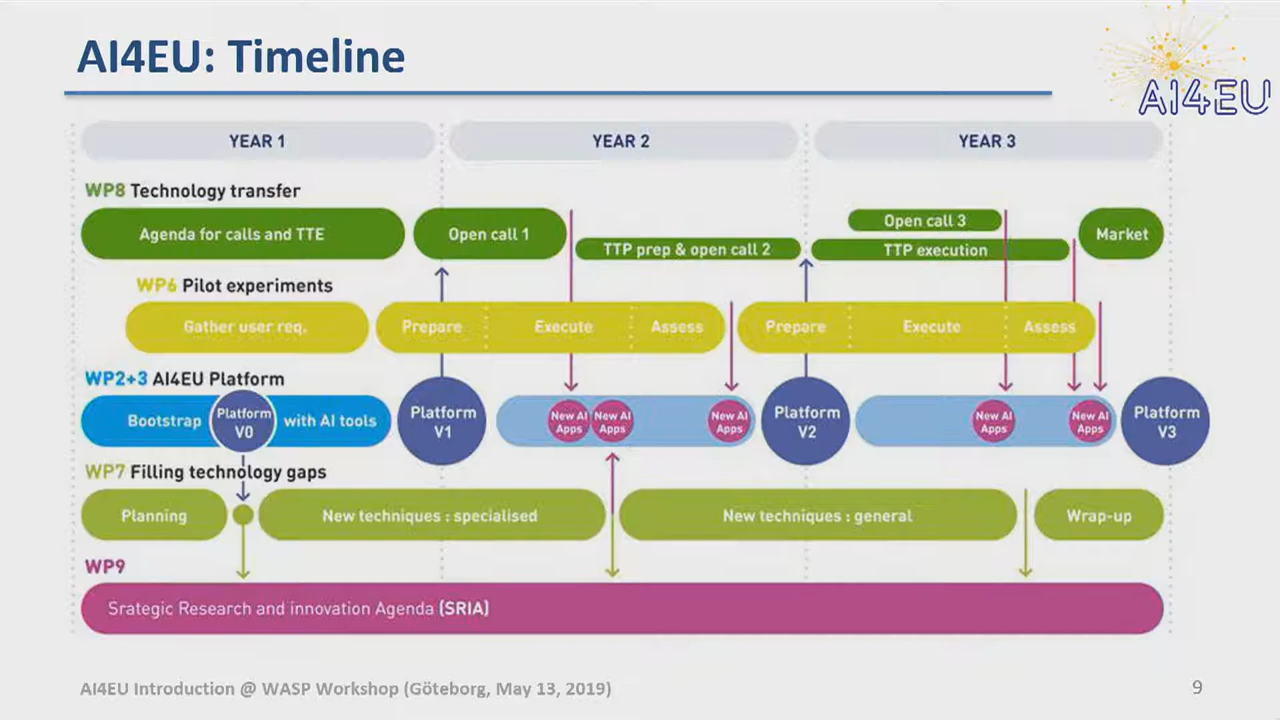 AI4EU: Timeline
AI4EU
YEAR 1
YEAR 2
YEAR 3
WP8 Technology transfer
Agenda for calls and TTE
Open call 1
TTP prep & open call 2
Open call 3
TTP execution
Market
WP6 Pilot experiments
Gather user req.
Prepare
Execute
Assess
Prepare
Execute
Assess
WP2+3 AI4EU Platform
Bootstrap
Platform
V0
with AI tools
Platform
V1
New AI
Apps
New AI
Apps
New AI
Apps
Platform
V2
New AI
Apps
New AI
Apps
Platform
V3
WP7 Filling technology gaps
Planning
New techniques : specialised
New techniques : general
Wrap-up
WP9
Srategic Research and innovation Agenda (SRIA)
AI4EU Introduction @ WASP Workshop (Göteborg, May 13, 2019)
9